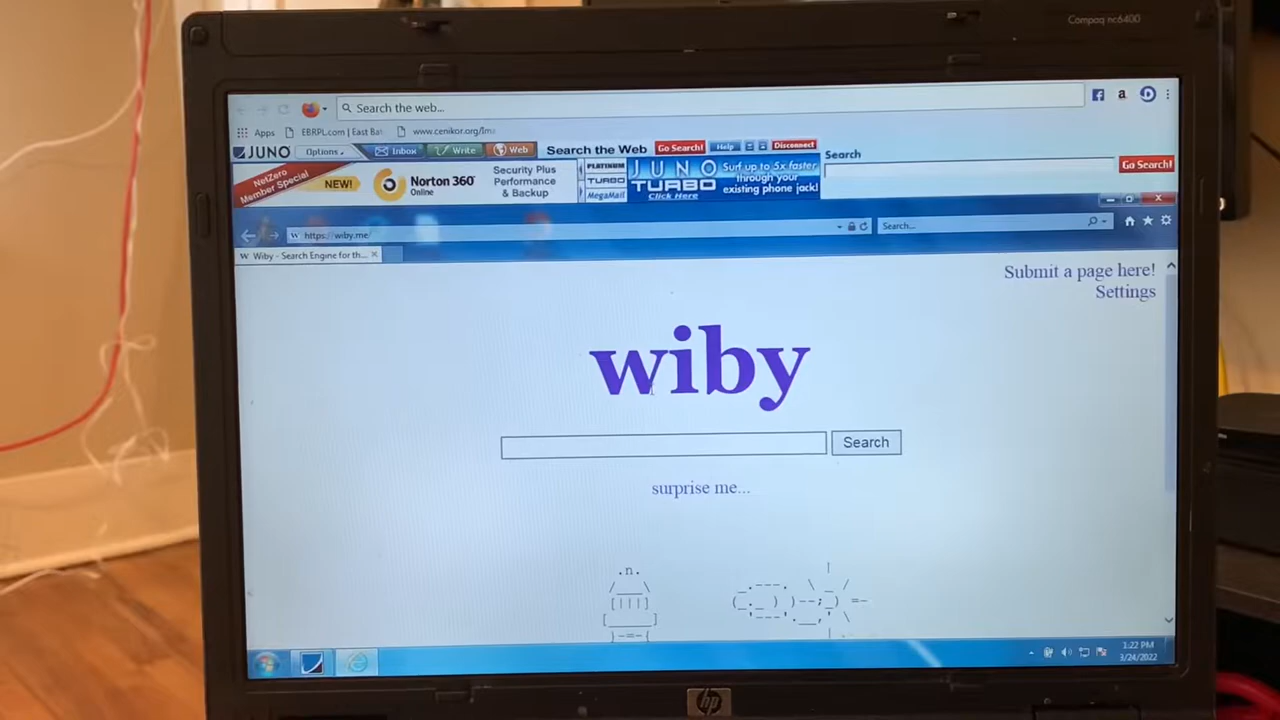 Compaq nc6400
Search the web...
a
Apps EBRPL.com | East Bat www.cenikor.org/Ima
JUNO Options Inbox Write Web Search the Web Go Search! Help Disconnect
Search
Go Search!
NetZero Member Special
NEW!
Norton 360
Online
Security Plus
Performance
& Backup
PLATINUM
TURBO
MegaMail
JUNO
TURBO
Click Here
Surf up to 5x faster
through your
existing phone jack!
https://wiby.me/ Search...
Wiby - Search Engine for th...
Submit a page here!
Settings
wiby
Search
surprise me...
1:22 PM
3/24/2022
hp